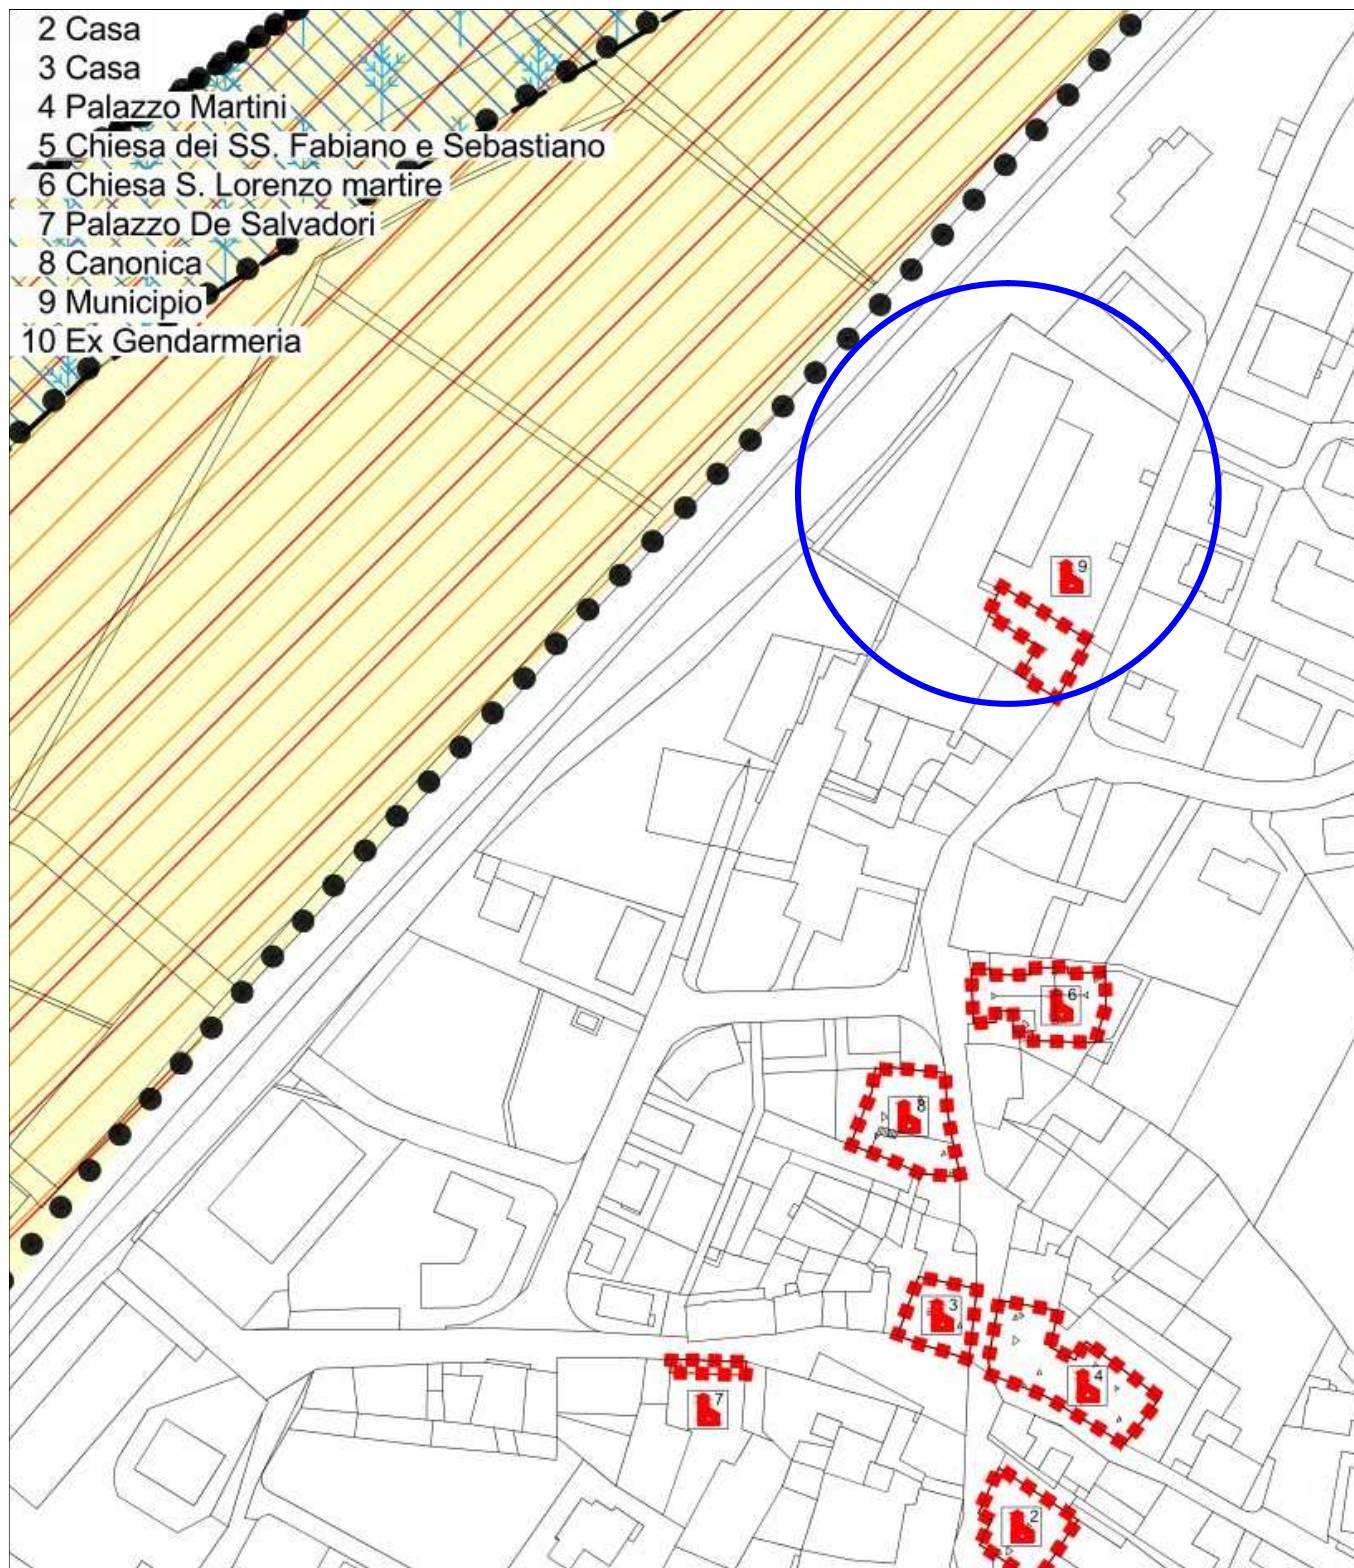 2 Casa
3 Casa
4 Palazzo Martini
5 Chiesa dei SS. Fabiano e Sebastiano
6 Chiesa S. Lorenzo martire
7 Palazzo De Salvadori
8 Canonica
9 Municipio
10 Ex Gendarmeria
9
6
8
3
4
7
2